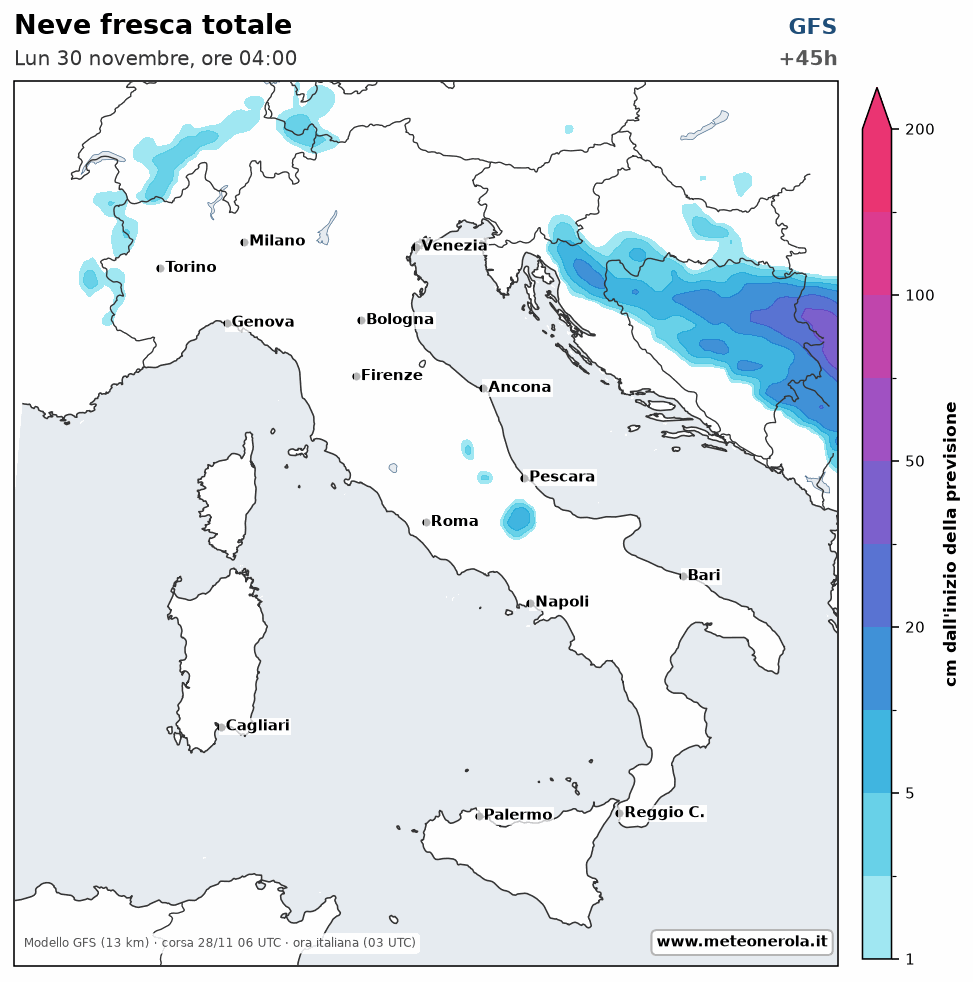 Neve fresca totale
GFS
Lun 30 novembre, ore 04:00
+45h
200
100
50
20
5
1
cm dall'inizio della previsione
Milano
Venezia
Torino
Genova
Bologna
Firenze
Ancona
Pescara
Roma
Bari
Napoli
Cagliari
Palermo
Reggio C.
Modello GFS (13 km) · corsa 28/11 06 UTC · ora italiana (03 UTC)
www.meteonerola.it